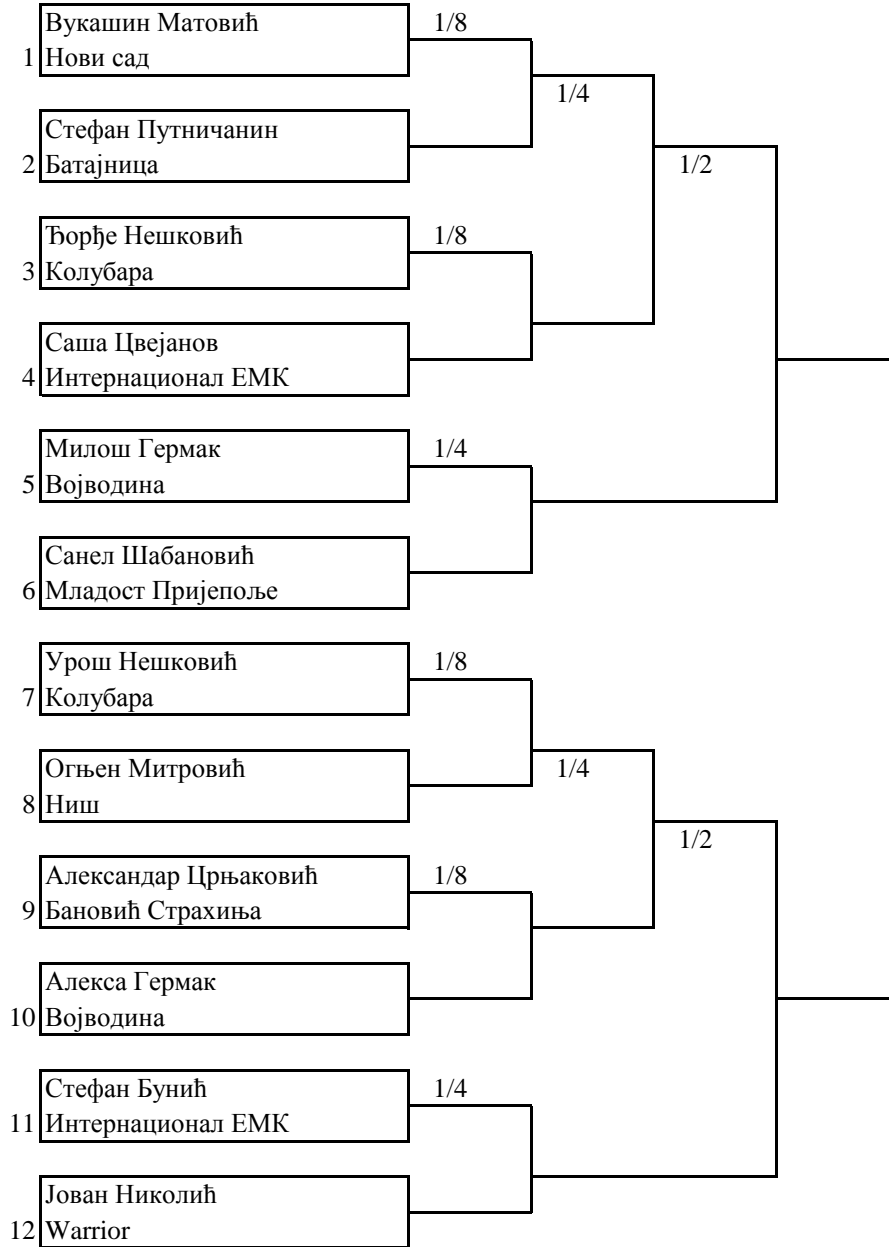 Вукашин Матовић 1/8
1 Нови сад
1/4
Стефан Путничанин
2 Батајница 1/2
Ђорђе Нешковић 1/8
3 Колубара
Саша Цвејанов
4 Интернационал ЕМК
Милош Гермак 1/4
5 Војводина
Санел Шабановић
6 Младост Пријепоље
Урош Нешковић 1/8
7 Колубара
Огњен Митровић 1/4
8 Ниш
1/2
Александар Црњаковић 1/8
9 Бановић Страхиња
Алекса Гермак
10 Војводина
Стефан Бунић 1/4
11 Интернационал ЕМК
Јован Николић
12 Warrior